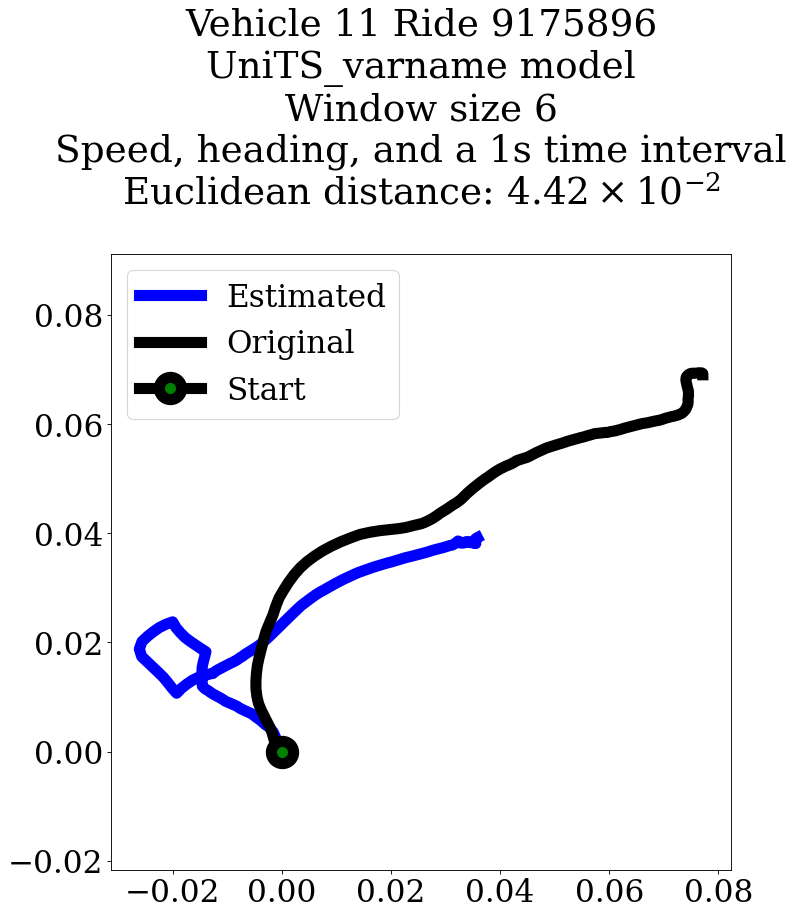 Vehicle 11 Ride 9175896
UniTS_varname model
Window size 6
Speed, heading, and a 1s time interval
Euclidean distance: 4.42 × 10⁻²
Estimated
Original
Start
0.08
0.06
0.04
0.02
0.00
−0.02
−0.02 0.00 0.02 0.04 0.06 0.08